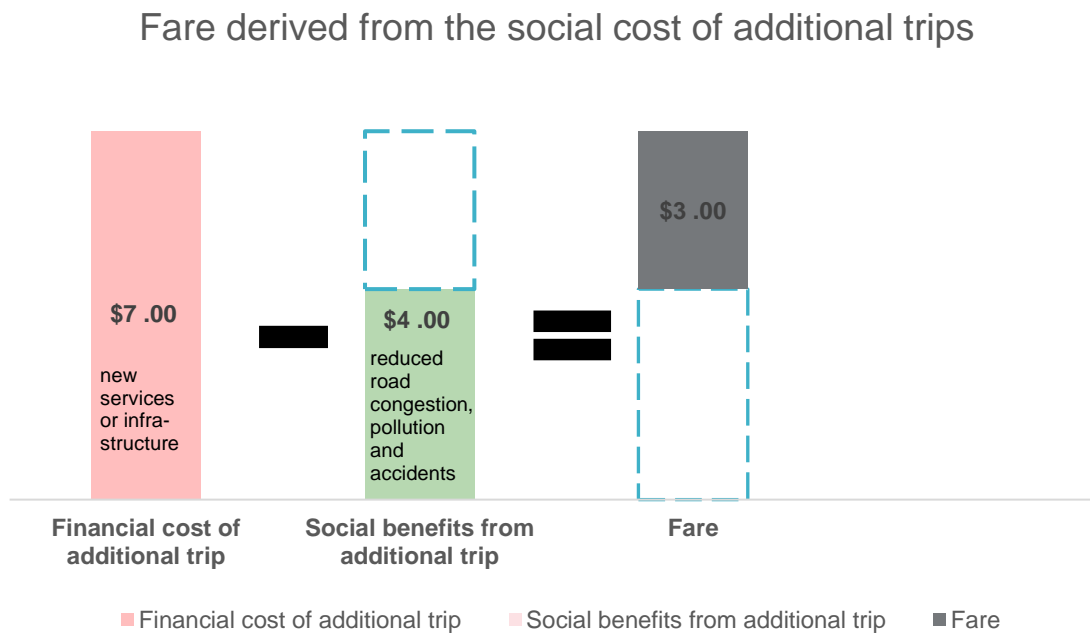 Fare derived from the social cost of additional trips
$3 .00
$7 .00
$4 .00
new
services
or infra-
structure
reduced
road
congestion,
pollution
and
accidents
Financial cost of
additional trip
Social benefits from
additional trip
Fare
Financial cost of additional trip
Social benefits from additional trip
Fare